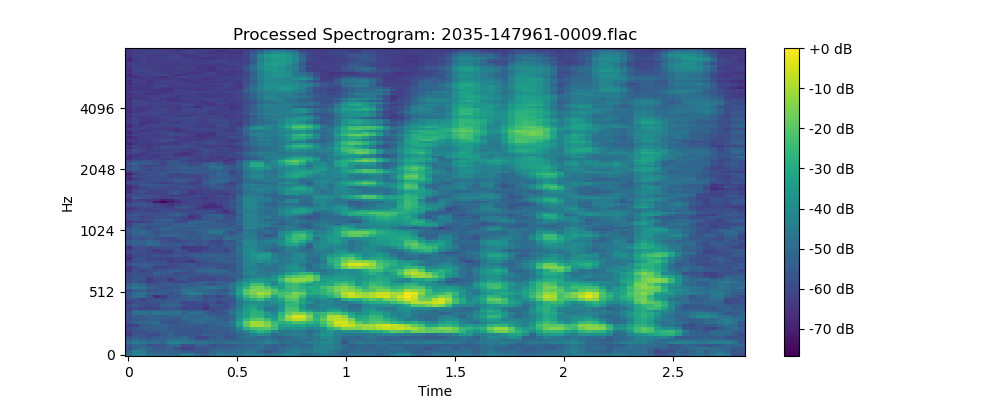 Processed Spectrogram: 2035-147961-0009.flac
Hz
4096
2048
1024
512
0
0 0.5 1 1.5 2 2.5
Time
+0 dB
-10 dB
-20 dB
-30 dB
-40 dB
-50 dB
-60 dB
-70 dB